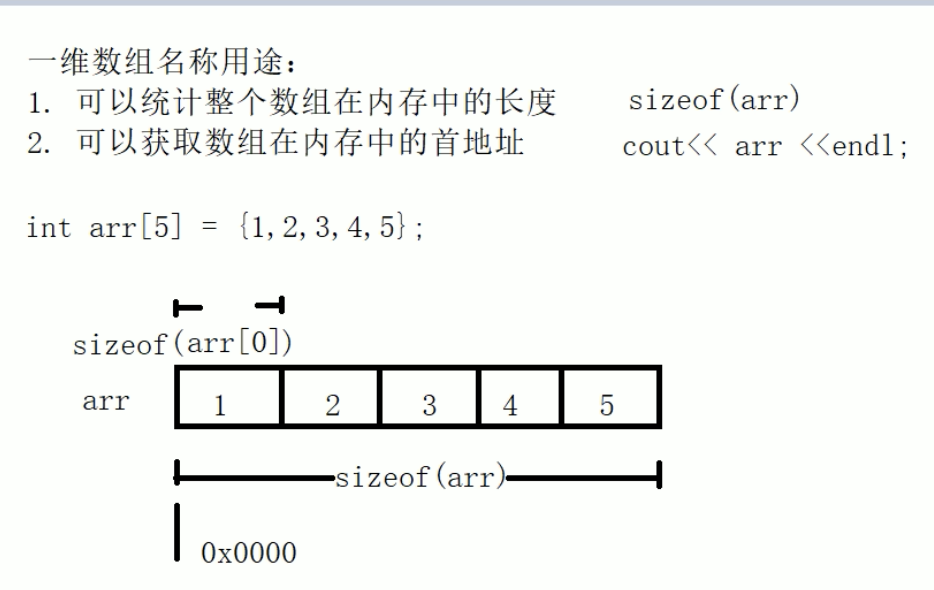 一维数组名称用途：
1. 可以统计整个数组在内存中的长度 sizeof(arr)
2. 可以获取数组在内存中的首地址 cout<< arr <<endl;
int arr[5] = {1,2,3,4,5};
sizeof(arr[0])
arr 1 2 3 4 5
sizeof(arr)
0x0000